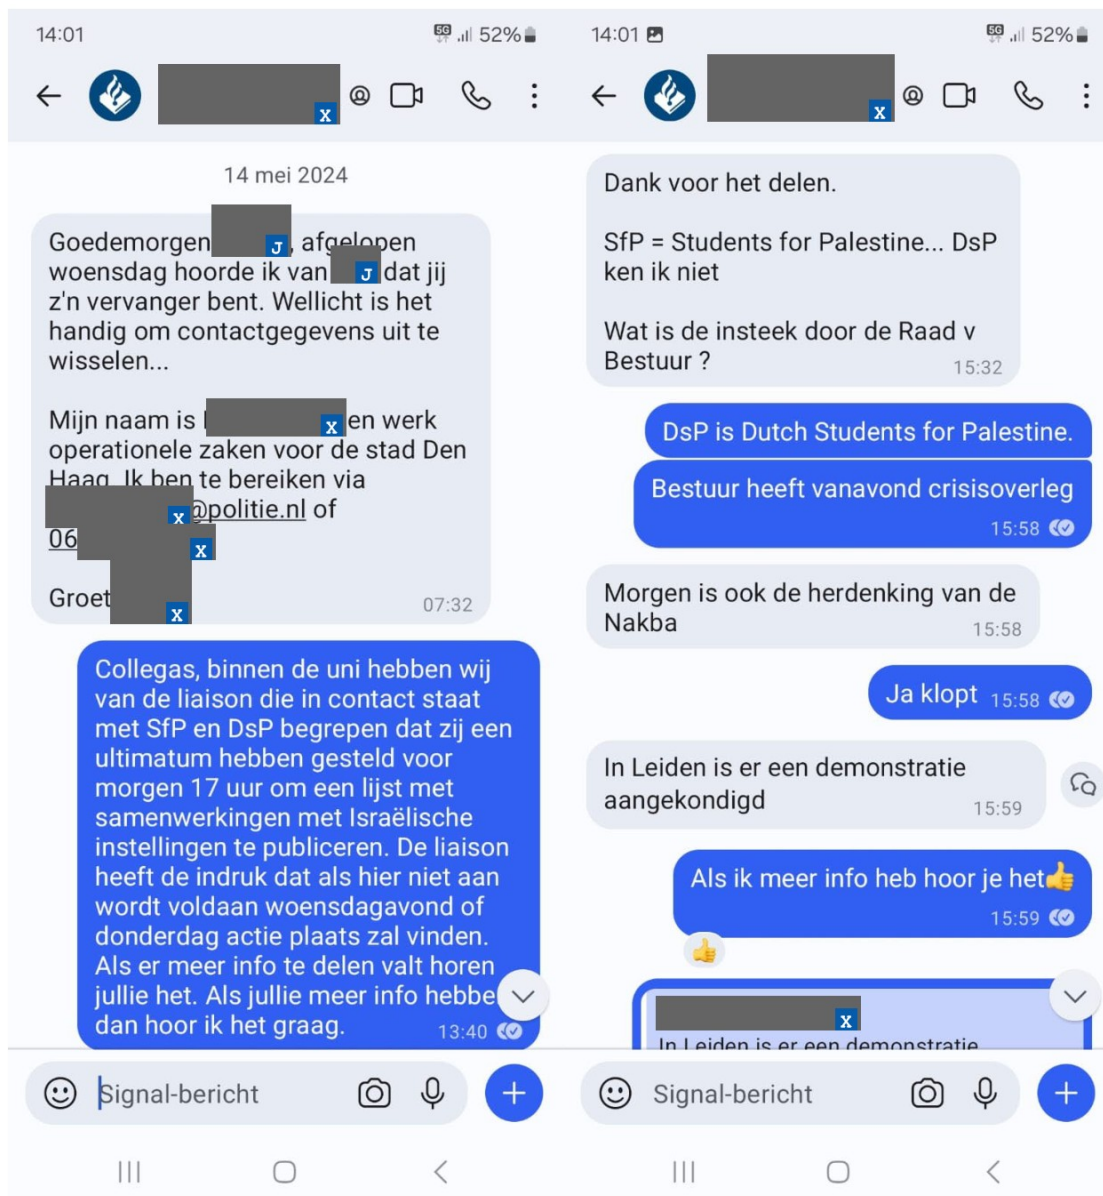 14:01
5G 52%
14 mei 2024
Goedemorgen J, afgelopen
woensdag hoorde ik van J dat jij
z'n vervanger bent. Wellicht is het
handig om contactgegevens uit te
wisselen...
Mijn naam is x en werk
operationele zaken voor de stad Den
Haag. Ik ben te bereiken via
x @politie.nl of
06 x
Groet x
07:32
Collegas, binnen de uni hebben wij
van de liaison die in contact staat
met SfP en DsP begrepen dat zij een
ultimatum hebben gesteld voor
morgen 17 uur om een lijst met
samenwerkingen met Israëlische
instellingen te publiceren. De liaison
heeft de indruk dat als hier niet aan
wordt voldaan woensdagavond of
donderdag actie plaats zal vinden.
Als er meer info te delen valt horen
jullie het. Als jullie meer info hebbe
dan hoor ik het graag.
13:40
Signal-bericht
14:01
5G 52%
x
Dank voor het delen.
SfP = Students for Palestine... DsP
ken ik niet
Wat is de insteek door de Raad v
Bestuur ?
15:32
DsP is Dutch Students for Palestine.
Bestuur heeft vanavond crisisoverleg
15:58
Morgen is ook de herdenking van de
Nakba
15:58
Ja klopt 15:58
In Leiden is er een demonstratie
aangekondigd
15:59
Als ik meer info heb hoor je het👍
15:59
👍
x
In Leiden is er een demonstratie
Signal-bericht